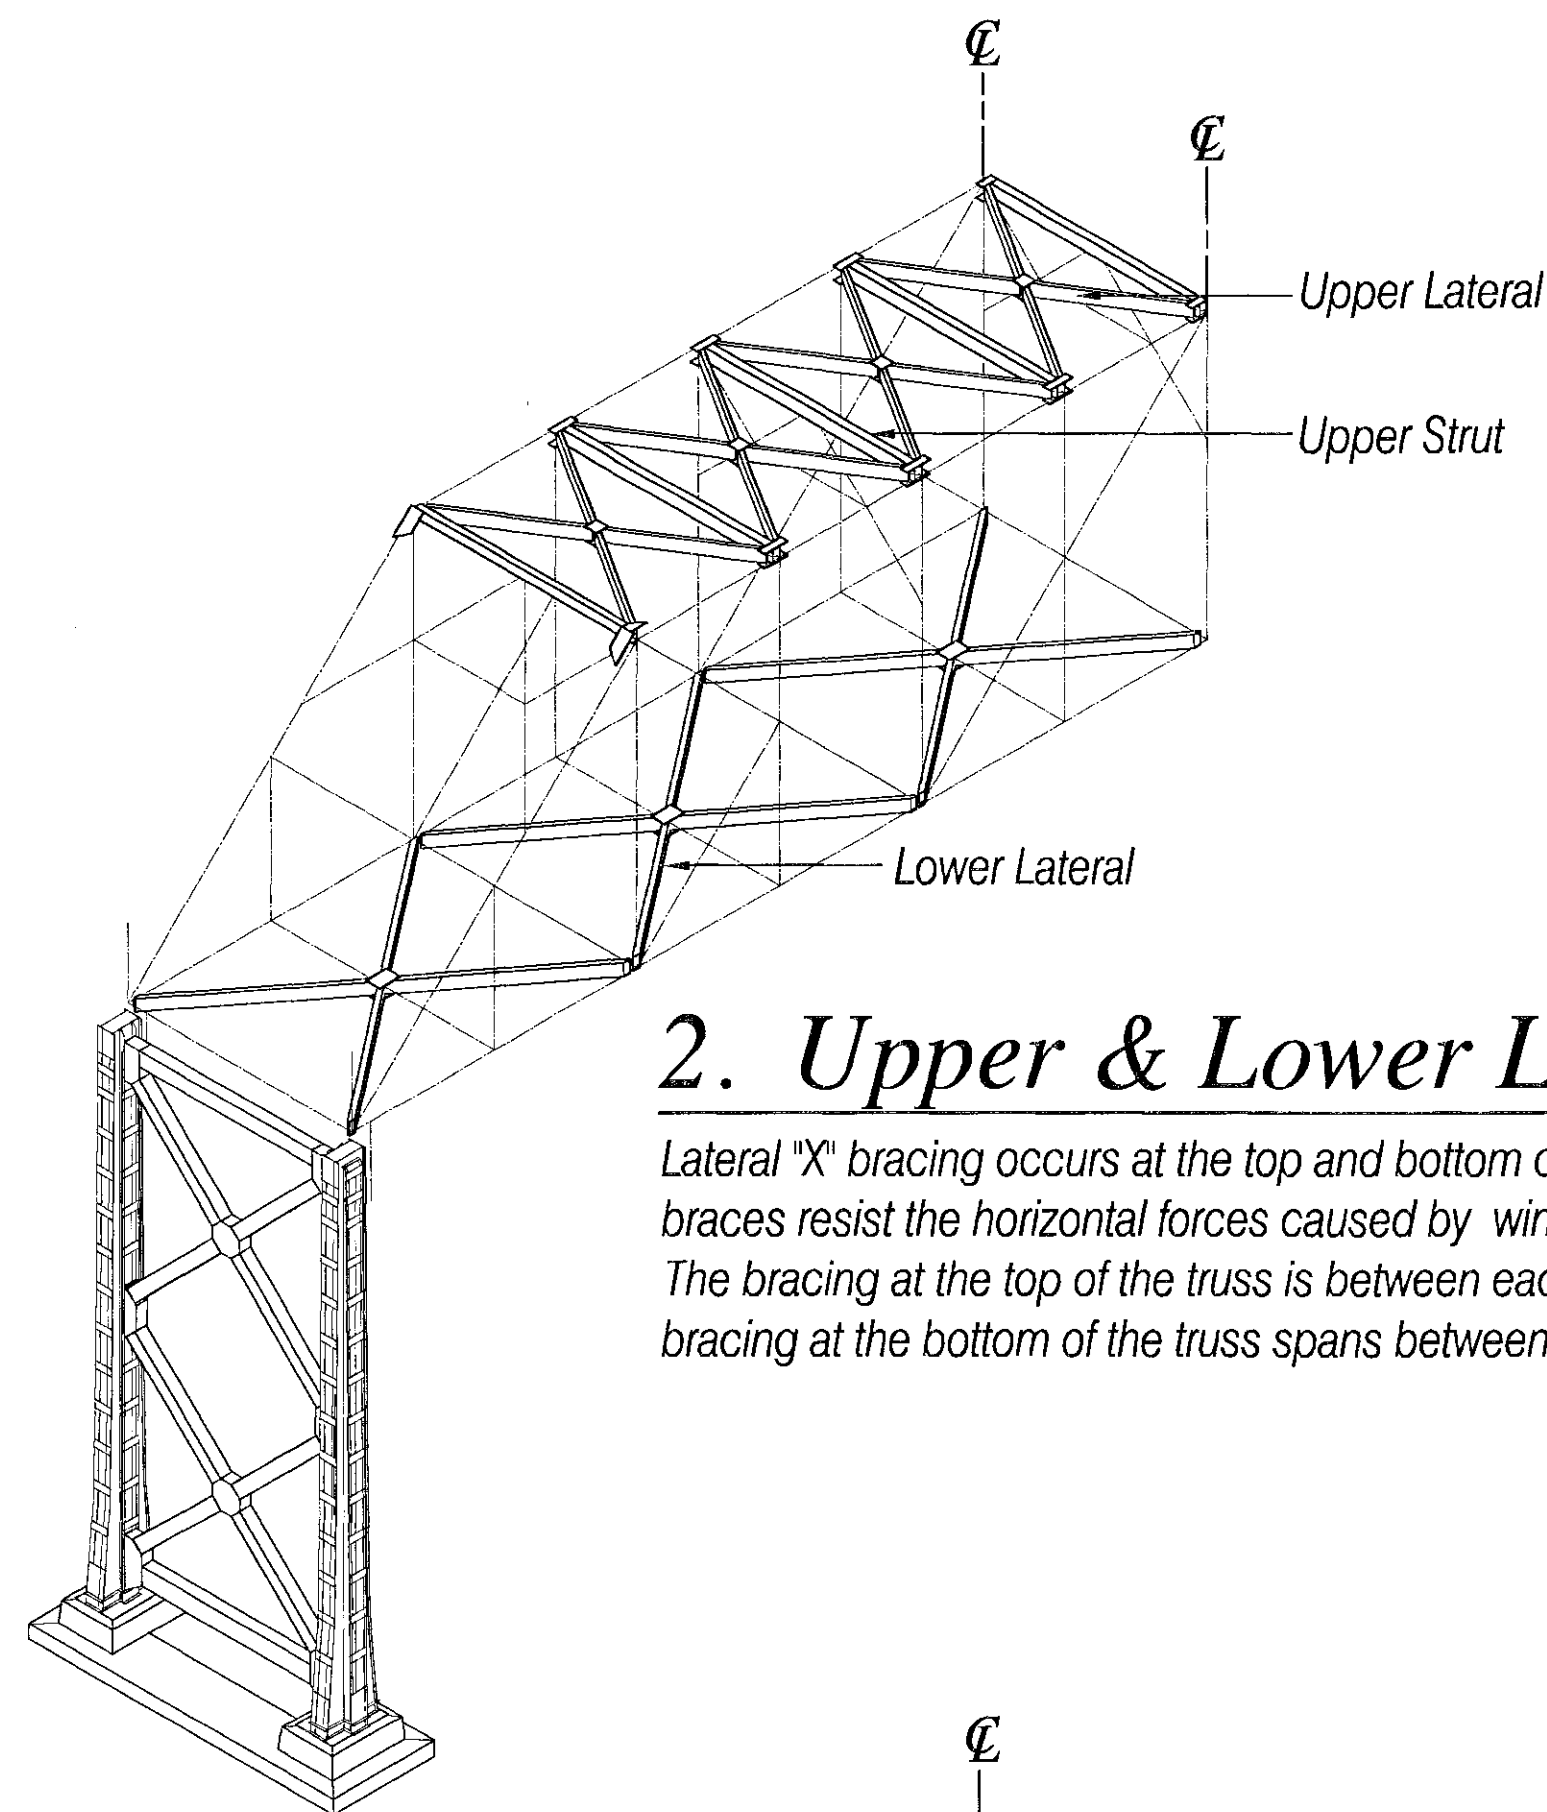 ℄
℄
Upper Lateral
Upper Strut
Lower Lateral
2. Upper & Lower L
Lateral "X" bracing occurs at the top and bottom
braces resist the horizontal forces caused by
The bracing at the top of the truss is between
bracing at the bottom of the truss spans between
℄